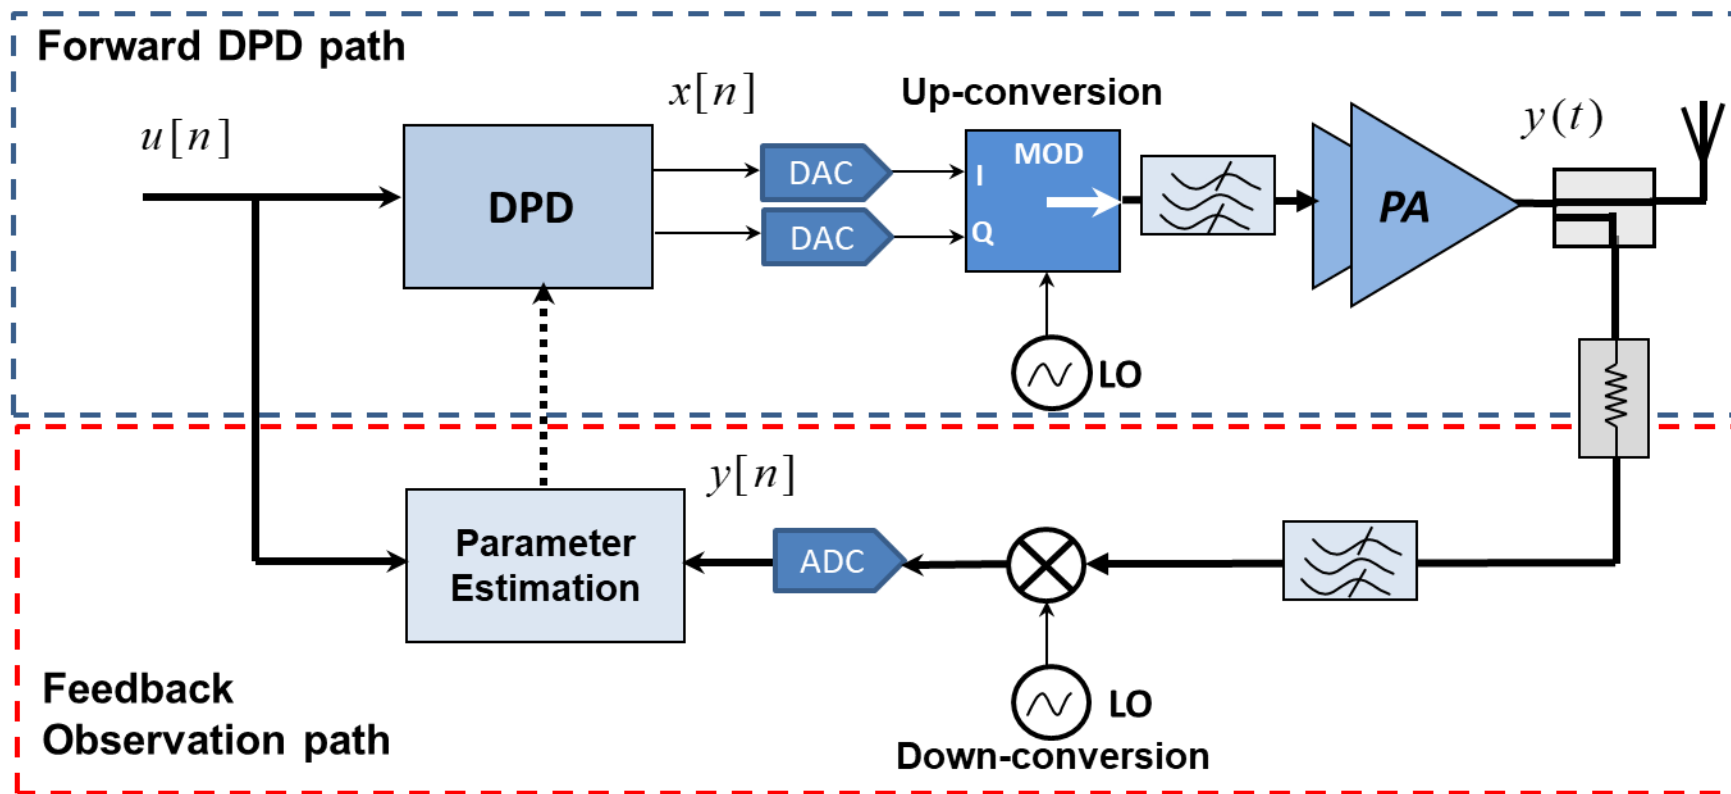 Forward DPD path
x[n]
Up-conversion
y(t)
u[n]
MOD
DAC
I
DPD
PA
DAC
Q
LO
y[n]
Parameter
Estimation
ADC
Feedback
Observation path
LO
Down-conversion